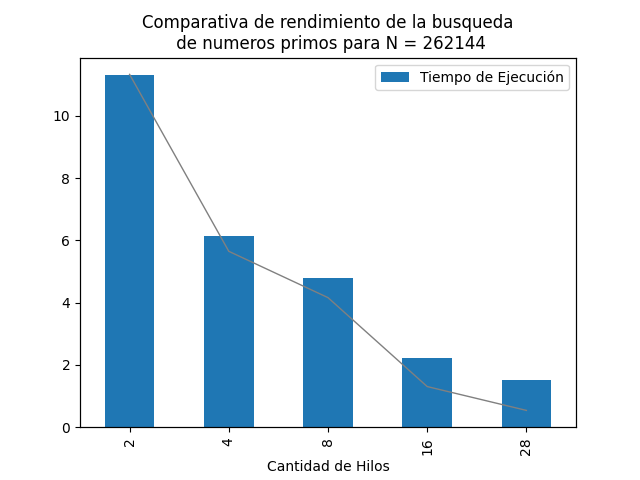 Comparativa de rendimiento de la busqueda
de numeros primos para N = 262144
Tiempo de Ejecución
10
8
6
4
2
0
2
4
8
16
28
Cantidad de Hilos